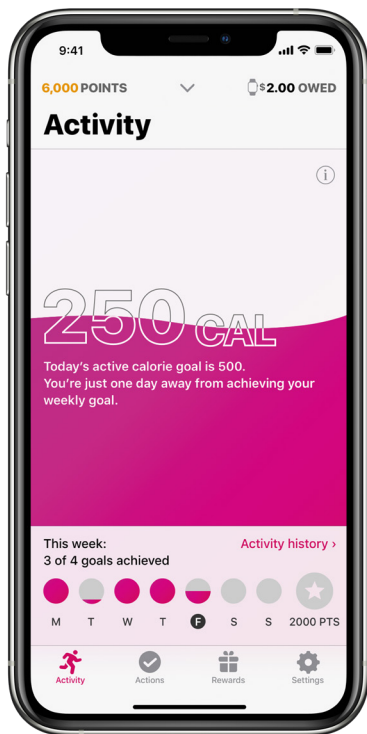 9:41
6,000 POINTS
$2.00 OWED
Activity
i
250 CAL
Today's active calorie goal is 500.
You're just one day away from achieving your
weekly goal.
This week:
Activity history ›
3 of 4 goals achieved
M T W T F S S 2000 PTS
Activity Actions Rewards Settings